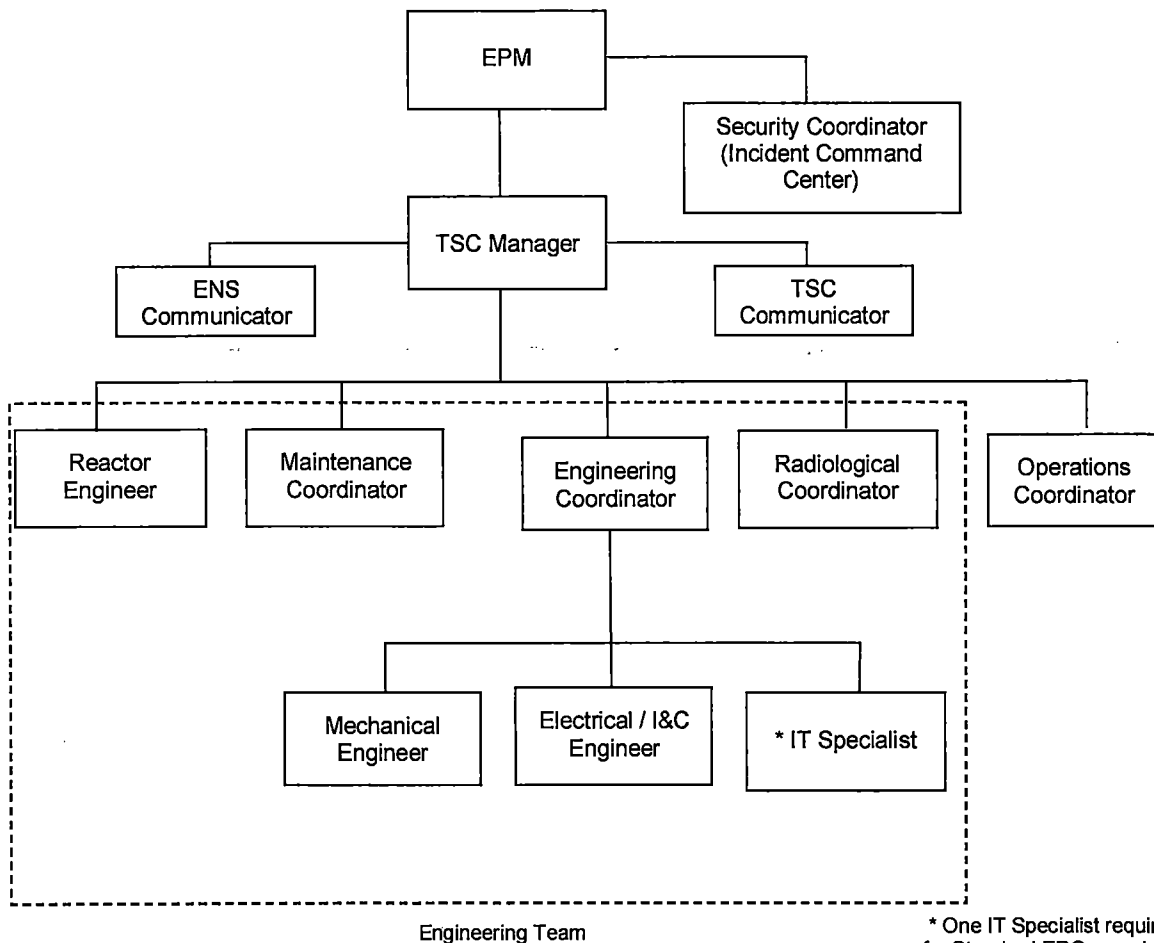 EPM
Security Coordinator
(Incident Command
Center)
TSC Manager
ENS
Communicator
TSC
Communicator
Reactor
Engineer
Maintenance
Coordinator
Engineering
Coordinator
Radiological
Coordinator
Operations
Coordinator
Mechanical
Engineer
Electrical / I&C
Engineer
* IT Specialist
Engineering Team
* One IT Specialist